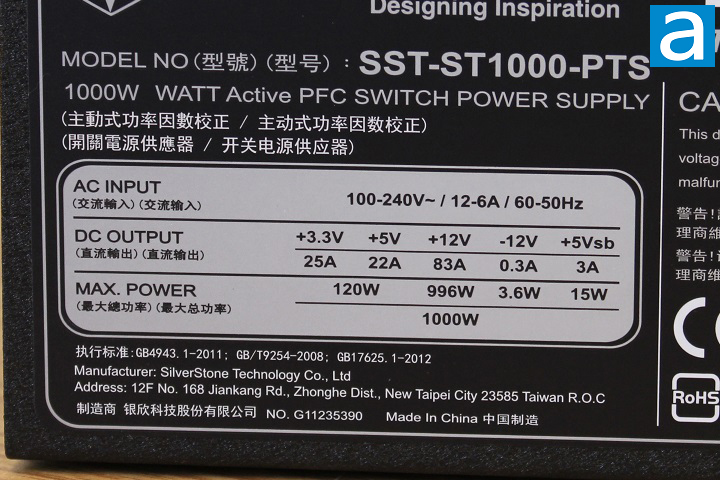 Designing Inspiration
a
MODEL NO (型號) (型号) : SST-ST1000-PTS
1000W WATT Active PFC SWITCH POWER SUPPLY
(主動式功率因數校正 / 主动式功率因数校正)
(開關電源供應器 / 开关电源供应器)
AC INPUT 100-240V~ / 12-6A / 60-50Hz
(交流輸入) (交流输入)
DC OUTPUT +3.3V +5V +12V -12V +5Vsb
(直流輸出) (直流输出) 25A 22A 83A 0.3A 3A
MAX. POWER 120W 996W 3.6W 15W
(最大總功率) (最大总功率) 1000W
执行标准:GB4943.1-2011; GB/T9254-2008; GB17625.1-2012
Manufacturer: SilverStone Technology Co., Ltd
Address: 12F No. 168 Jiankang Rd., Zhonghe Dist., New Taipei City 23585 Taiwan R.O.C
制造商 银欣科技股份有限公司 NO. G11235390 Made In China 中国制造
CA
This d
voltag
malfur
警告!
理商維
警告!
理商维
CE
RoHS